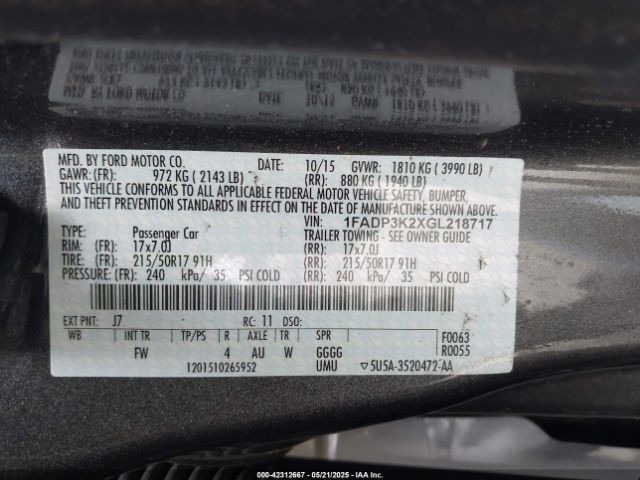 MFD. BY FORD MOTOR CO. DATE: 10/15 GVWR: 1810 KG ( 3990 LB)
GAWR: (FR): 972 KG ( 2143 LB) (RR): 880 KG ( 1940 LB)
THIS VEHICLE CONFORMS TO ALL APPLICABLE FEDERAL MOTOR VEHICLE SAFETY, BUMPER,
AND THEFT PREVENTION STANDARDS IN EFFECT ON THE DATE OF MANUFACTURE SHOWN ABOVE.
VIN: 1FADP3K2XGL218717
TYPE: Passenger Car TRAILER TOWING - SEE OWNER GUIDE
RIM: (FR) 17x7.0J (RR): 17x7.0J
TIRE: (FR) 215/50R17 91H (RR): 215/50R17 91H
PRESSURE: (FR) 240 kPa/ 35 PSI COLD (RR): 240 kPa/ 35 PSI COLD
EXT PNT: J7 RC: 11 DSO:
WB INT TR TP/PS R AXLE TR SPR F0063
FW 4 AU W GGGG R0055
1201510265952 UMU ▽5U5A-3520472-AA
000-42312667 - 05/21/2025 - IAAI.com